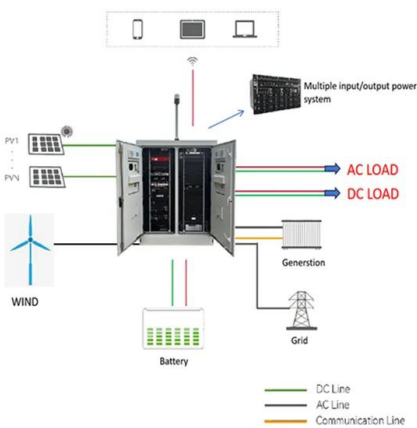 Multiple input/output power
system
PV1
PVN
AC LOAD
DC LOAD
WIND
Generstion
Grid
Battery
DC Line
AC Line
Communication Line